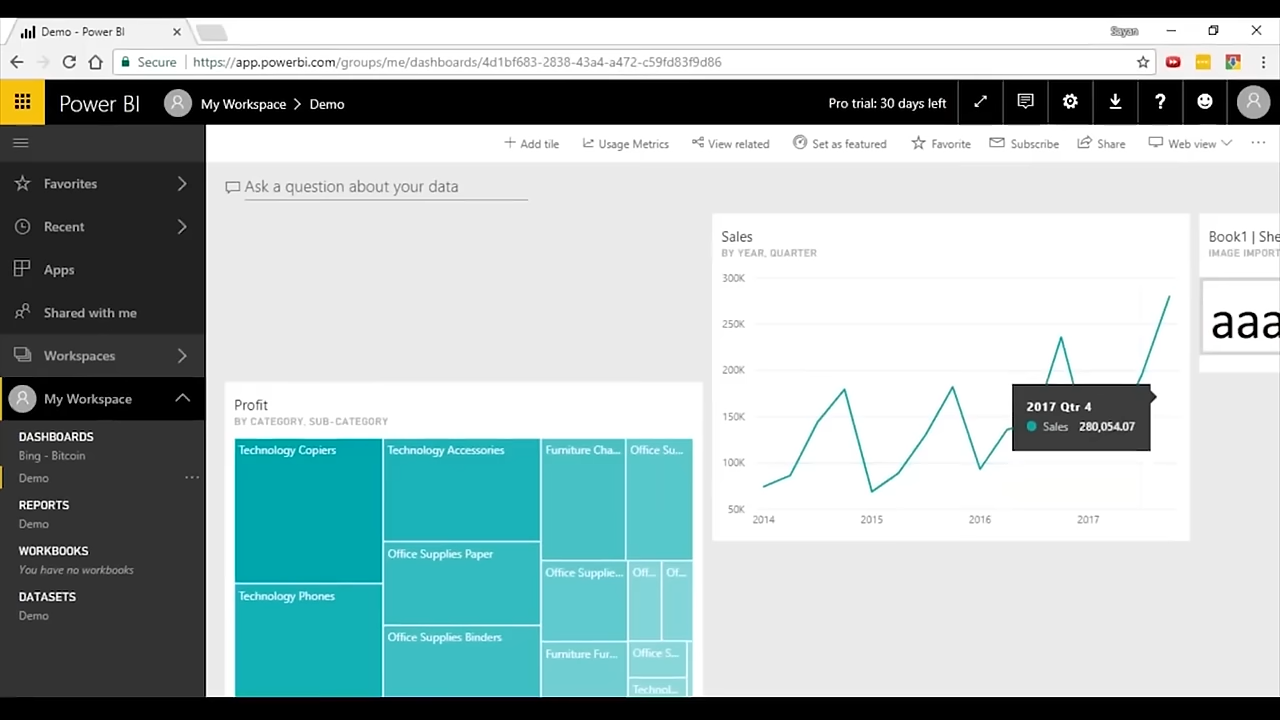 Demo - Power BI
Sayan
Secure
https://app.powerbi.com/groups/me/dashboards/4d1bf683-2838-43a4-a472-c59fd83f9d86
Power BI
My Workspace > Demo
Pro trial: 30 days left
?
+ Add tile
Usage Metrics
View related
Set as featured
Favorite
Subscribe
Share
Web view
Favorites
Recent
Apps
Shared with me
Workspaces
My Workspace
DASHBOARDS
Bing - Bitcoin
Demo
REPORTS
Demo
WORKBOOKS
You have no workbooks
DATASETS
Demo
Ask a question about your data
Profit
BY CATEGORY, SUB-CATEGORY
Technology Copiers
Technology Phones
Technology Accessories
Office Supplies Paper
Office Supplies Binders
Furniture Cha...
Office Su...
Office Supplie...
Off...
Of...
Furniture Fur...
Office S...
Technol...
Sales
BY YEAR, QUARTER
300K
250K
200K
150K
100K
50K
2014
2015
2016
2017
2017 Qtr 4
Sales 280,054.07
Book1 | She
IMAGE IMPORT
aaa